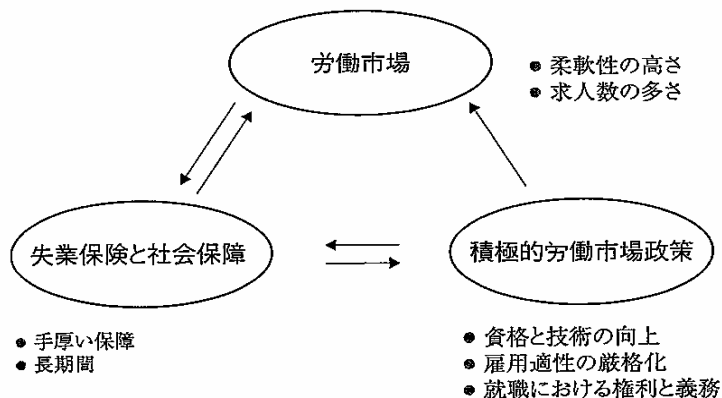 労働市場
● 柔軟性の高さ
● 求人数の多さ
失業保険と社会保障
積極的労働市場政策
● 手厚い保障
● 長期間
● 資格と技術の向上
● 雇用適性の厳格化
● 就職における権利と義務